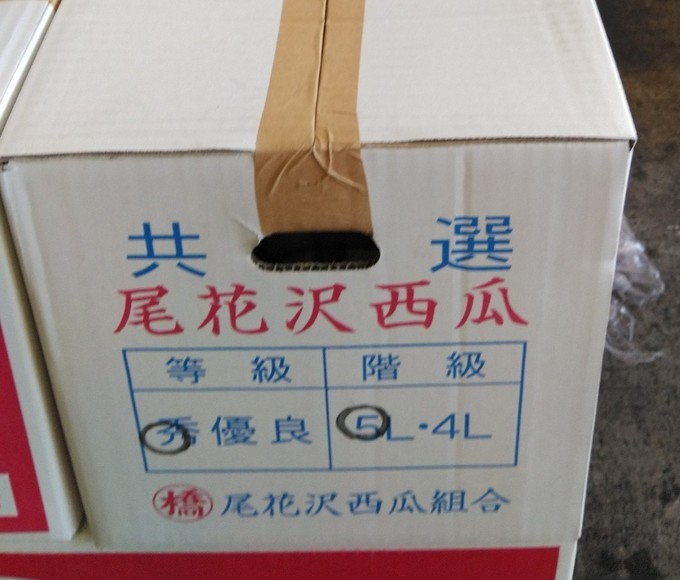 共選
尾花沢西瓜
等級 階級
秀優良 5L・4L
橋 尾花沢西瓜組合